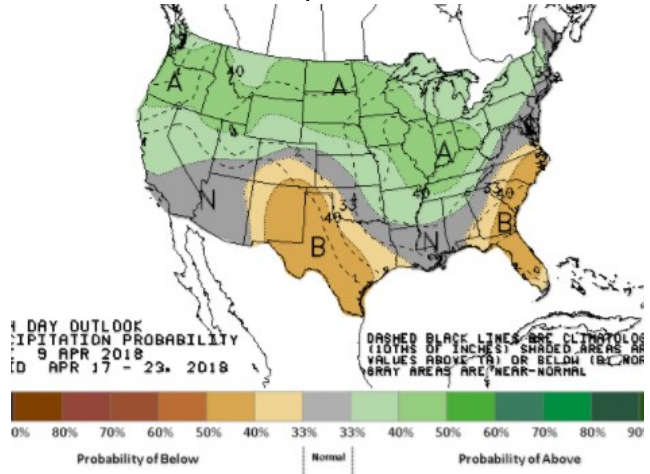 A
40
A
A
N
2
33
40
B
40
33
40
B
N
DAY OUTLOOK
CIPITATION PROBABILITY
9 APR 2018
APR 17 - 23, 2018
DASHED BLACK LINES ARE CLIMATOLOG
(10THS OF INCHES) SHADED AREAS AR
VALUES ABOVE (A) OR BELOW (B) NOR
GRAY AREAS ARE NEAR-NORMAL
0% 80% 70% 60% 50% 40% 33% 33% 40% 50% 60% 70% 80% 90%
Probability of Below Normal Probability of Above